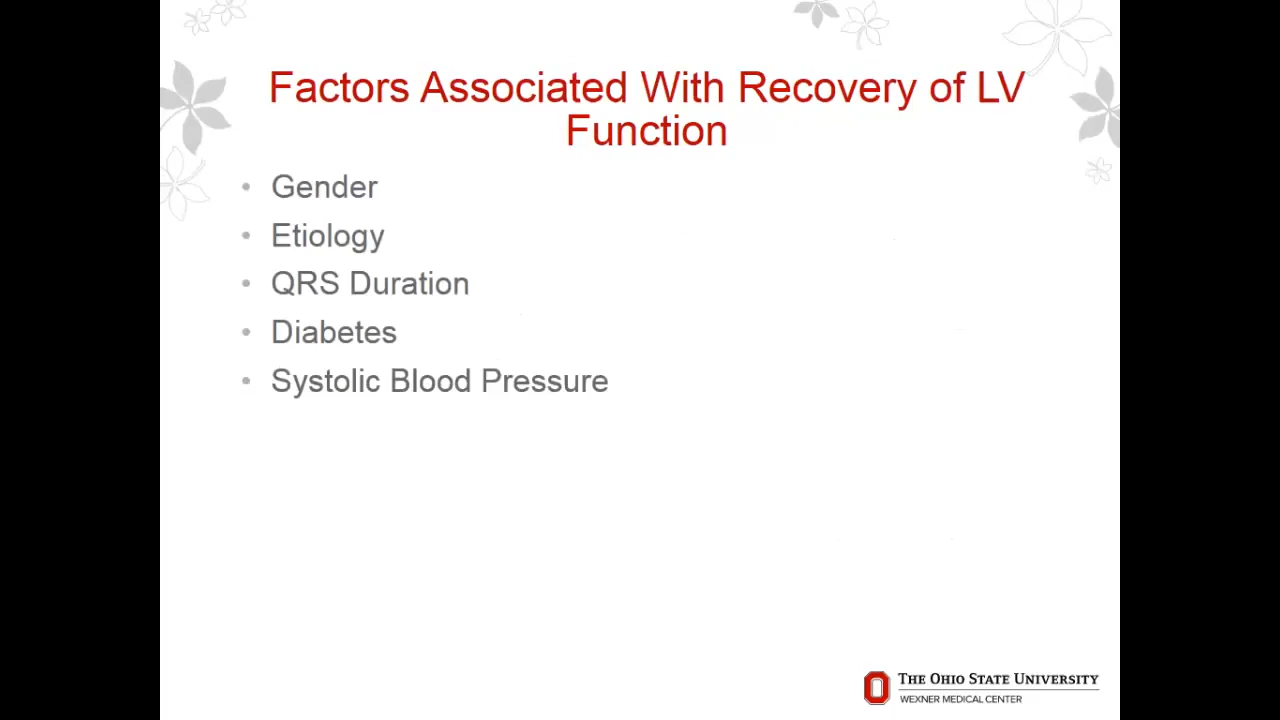 Factors Associated With Recovery of LV
Function
• Gender
• Etiology
• QRS Duration
• Diabetes
• Systolic Blood Pressure
THE OHIO STATE UNIVERSITY
WEXNER MEDICAL CENTER